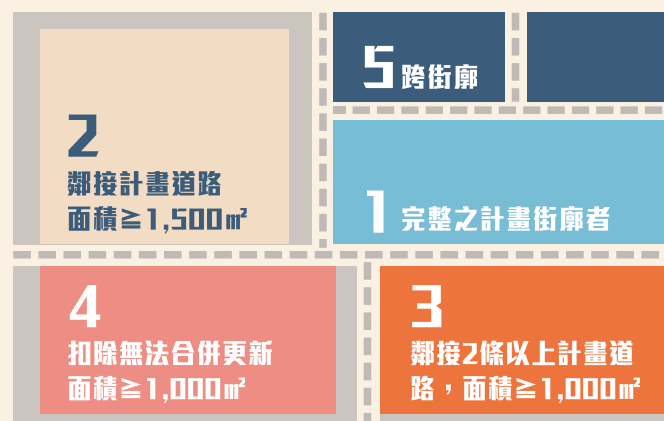 5 跨街廓
2
鄰接計畫道路
面積≧1,500㎡
1 完整之計畫街廓者
4
扣除無法合併更新
面積≧1,000㎡
3
鄰接2條以上計畫道
路，面積≧1,000㎡